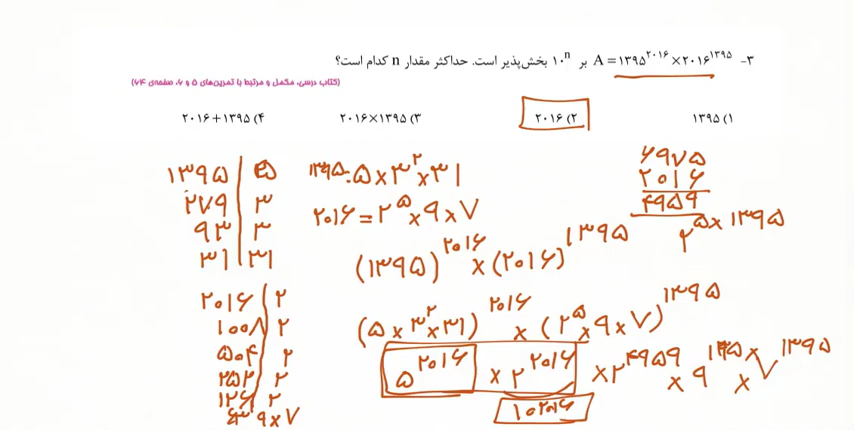 ۳- A = ۱۳۹۵^۲۰۱۶ × ۲۰۱۶^۱۳۹۵ بر ۱۰^n بخش‌پذیر است. حداکثر مقدار n کدام است؟
(کتاب درسی، مکمل و مرتبط با تمرین‌های ۵ و ۶، صفحه‌ی ۶۴)
۱) ۱۳۹۵
۲) ۲۰۱۶
۳) ۲۰۱۶×۱۳۹۵
۴) ۲۰۱۶+۱۳۹۵
۶۹۷۵
۲۰۱۶
۴۹۵۹
۲^۵×۱۳۹۵
۱۳۹۵=۵×۳^۲×۳۱
۲۰۱۶=۲^۵×۹×۷
(۱۳۹۵)^۲۰۱۶ × (۲۰۱۶)^۱۳۹۵
(۵×۳^۲×۳۱)^۲۰۱۶ × (۲^۵×۹×۷)^۱۳۹۵
۵^۲۰۱۶ × ۲^۲۰۱۶ × ۲^۴۹۵۹ × ۹^۱۳۹۵ × ۷^۱۳۹۵
۱۰^۲۰۱۶
۱۳۹۵ | ۵
۲۷۹ | ۳
۹۳ | ۳
۳۱ | ۳۱
۲۰۱۶ | ۲
۱۰۰۸ | ۲
۵۰۴ | ۲
۲۵۲ | ۲
۱۲۶ | ۲
۶۳ | ۹×۷